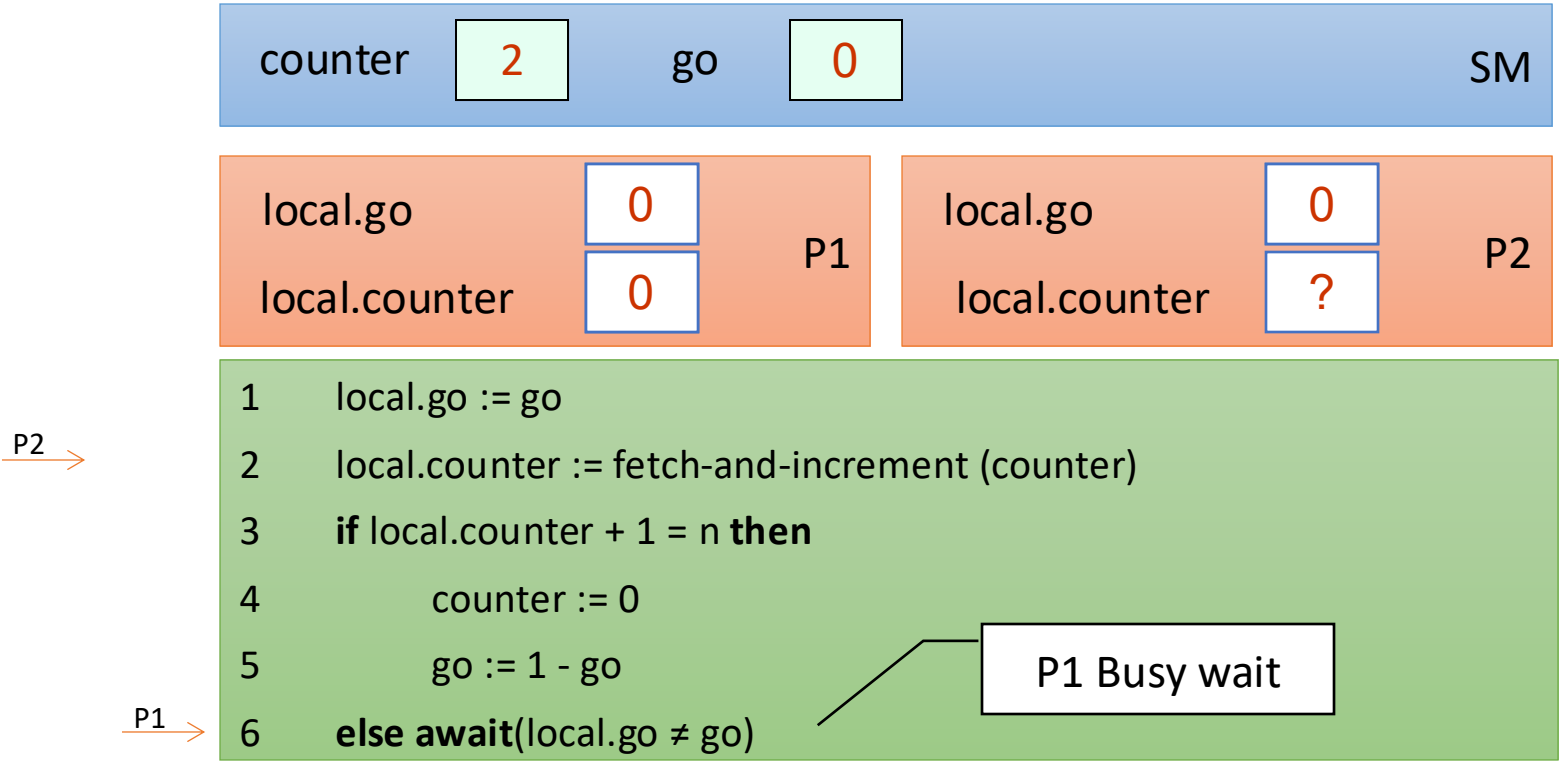 counter 2 go 0 SM
local.go 0
local.counter 0
P1
local.go 0
local.counter ?
P2
1 local.go := go
P2
2 local.counter := fetch-and-increment (counter)
3 if local.counter + 1 = n then
4 counter := 0
5 go := 1 - go
P1 Busy wait
P1
6 else await(local.go ≠ go)